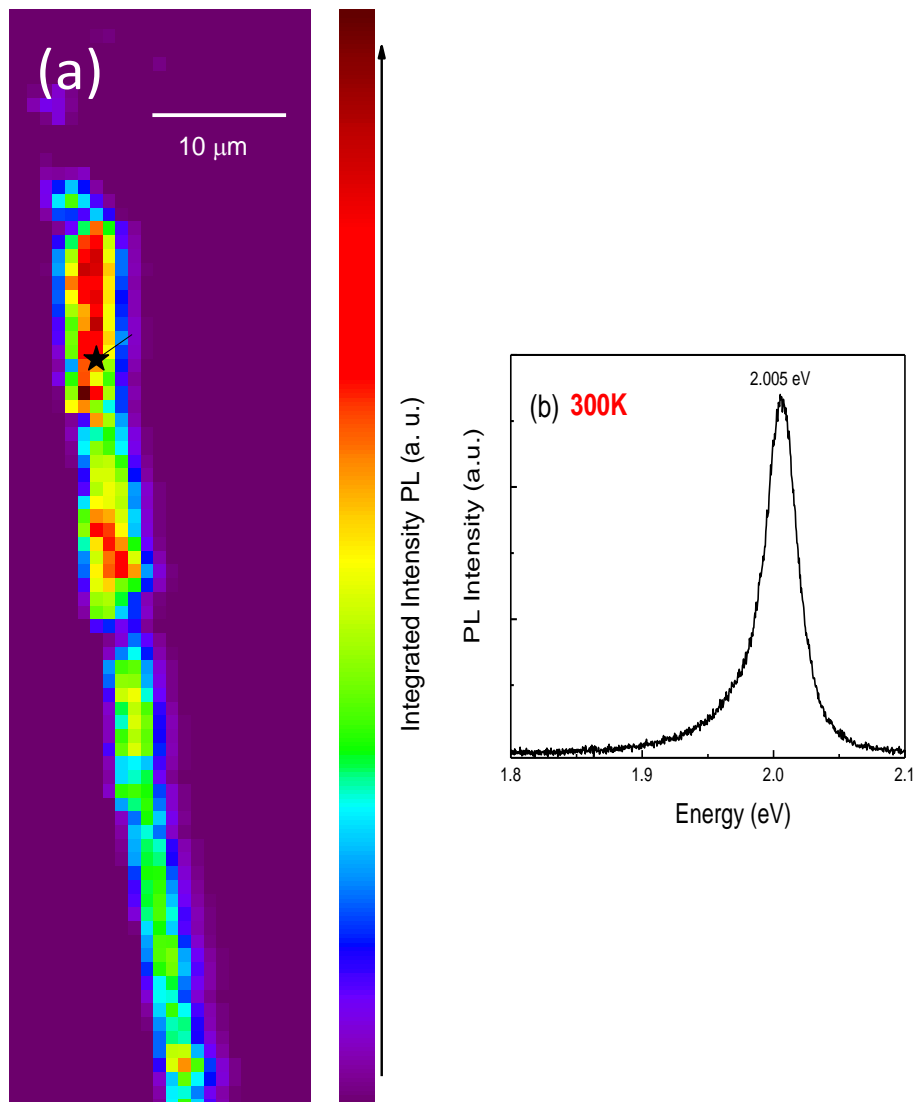 (a)
10 μm
Integrated Intensity PL (a. u.)
(b) 300K
2.005 eV
PL Intensity (a.u.)
1.8 1.9 2.0 2.1
Energy (eV)